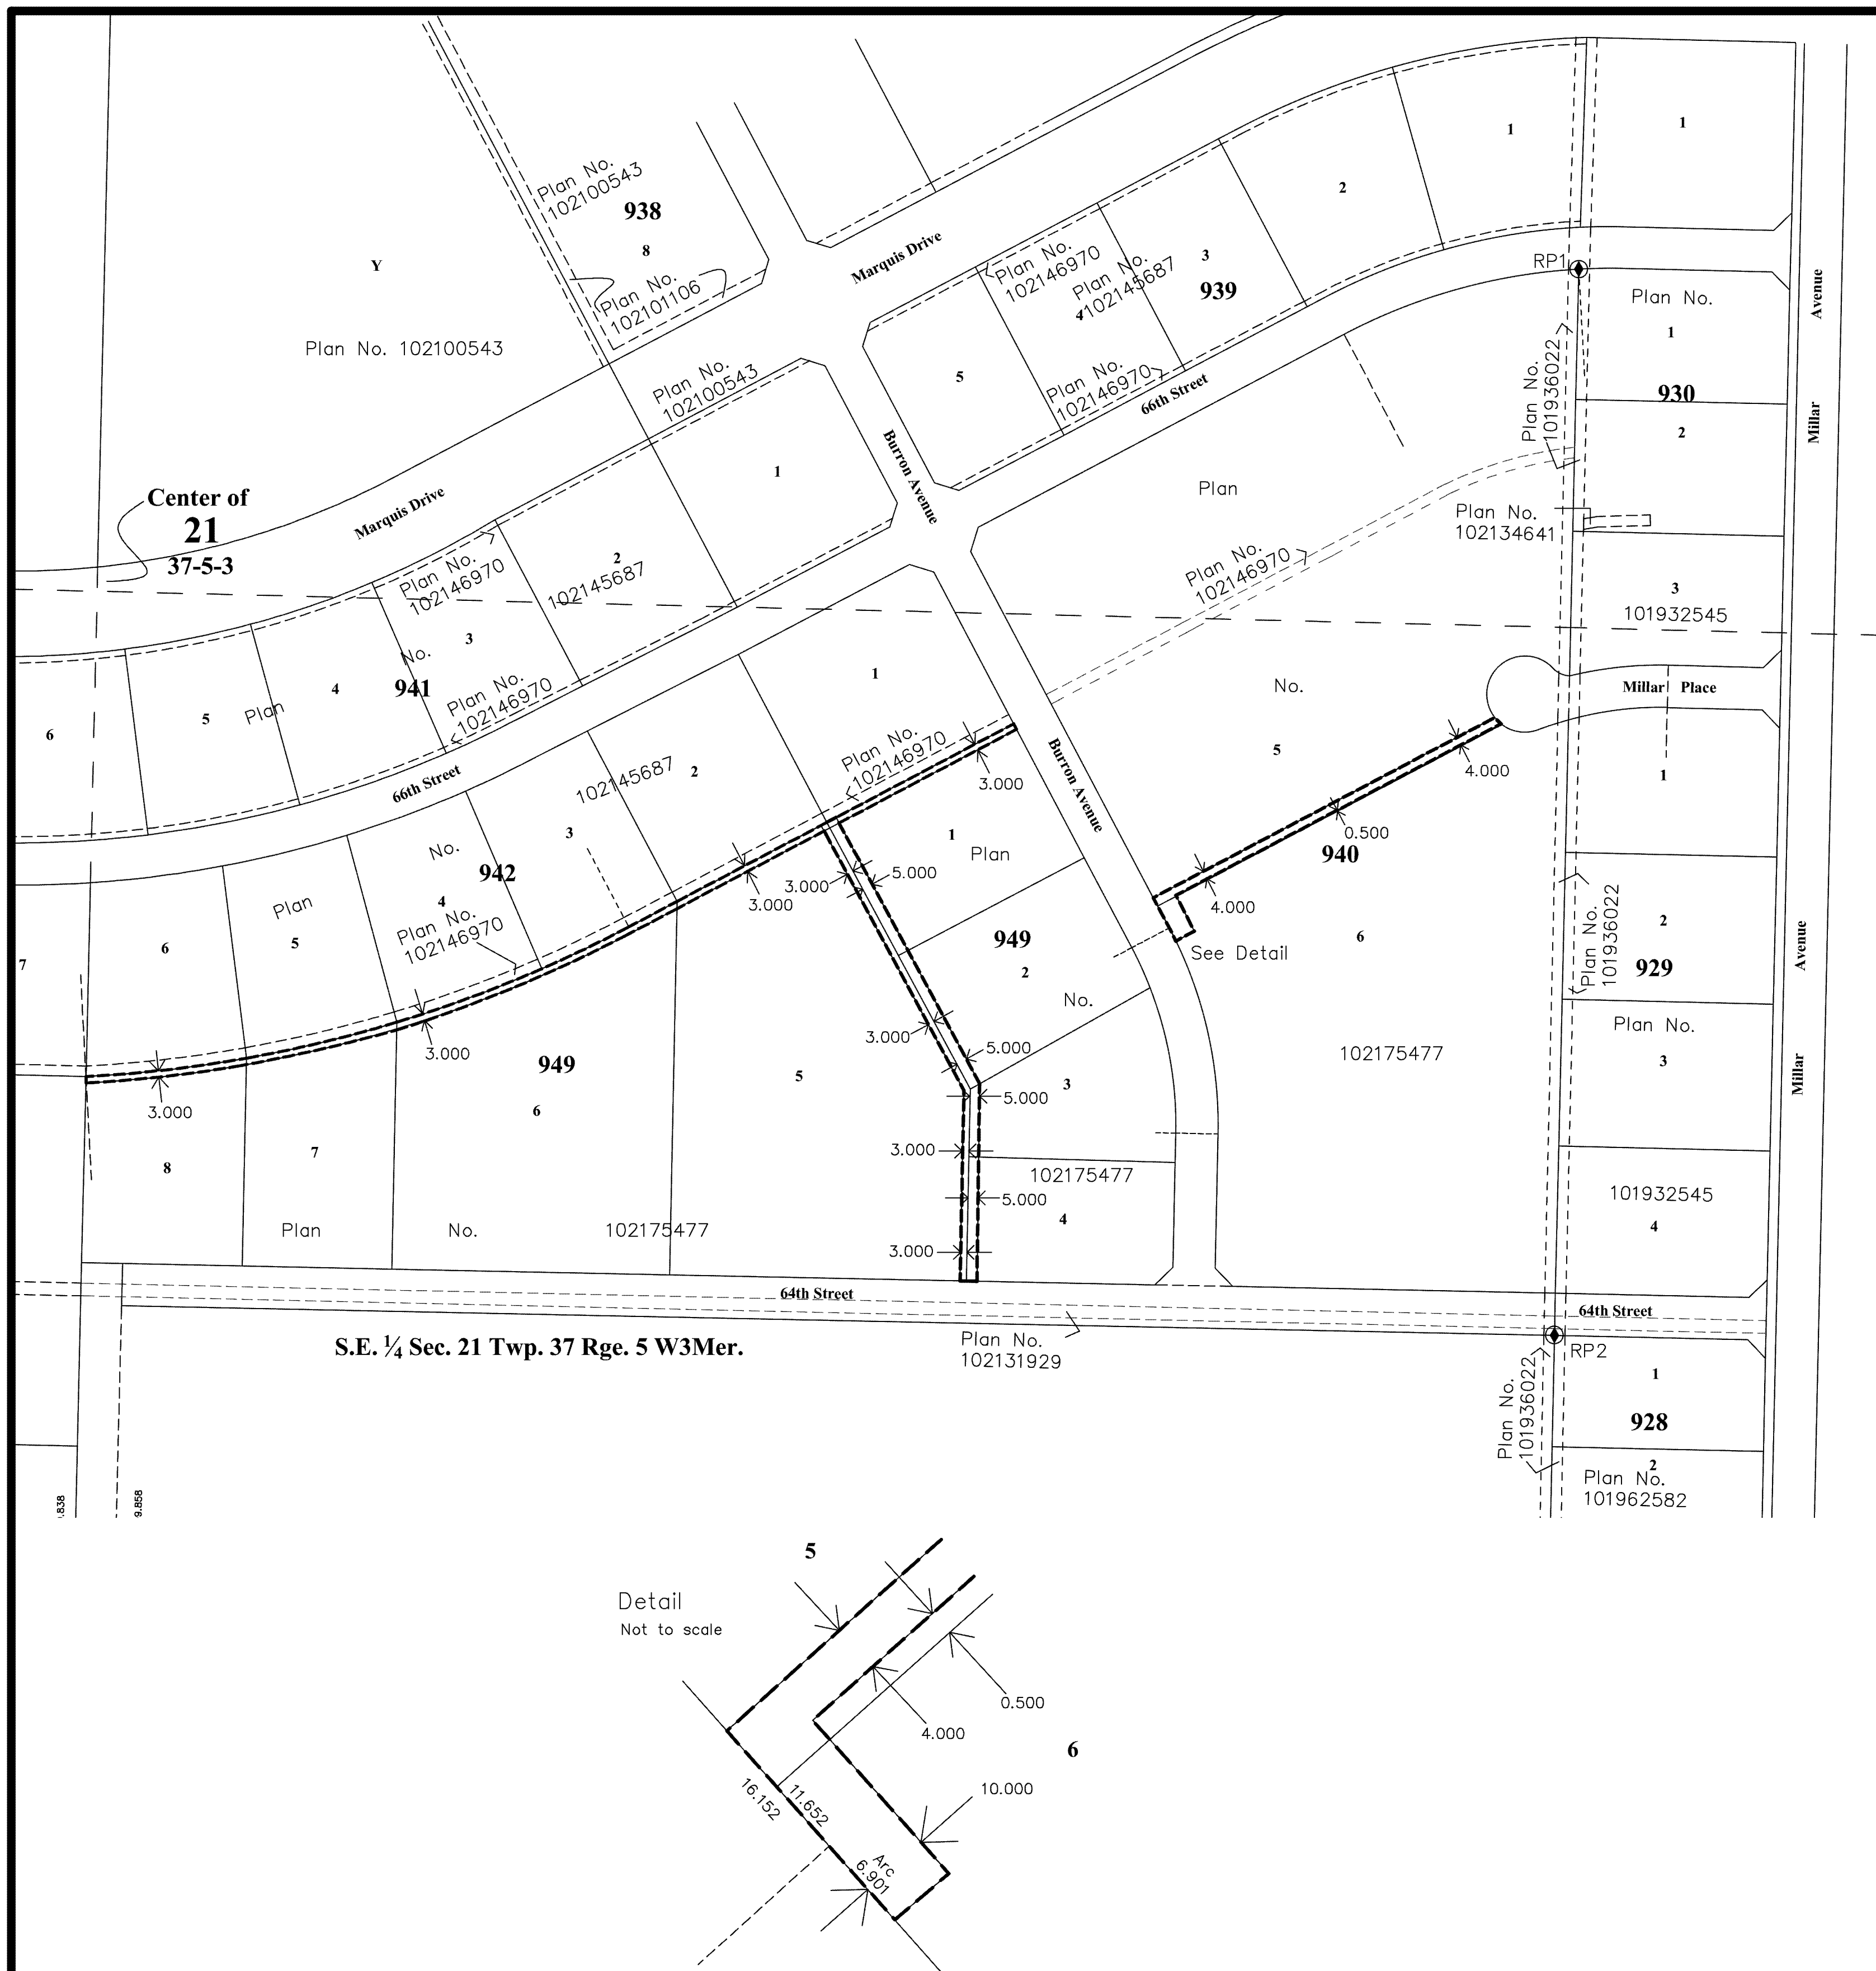 1
1
2
Plan No.
102100543
938
8
Y
Plan No.
102101106
Marquis Drive
Plan No.
102146970
Plan No.
102145687
3
939
4
RP1
Avenue
Plan No.
1
Plan No. 102100543
Plan No.
102100543
5
Plan No.
102146970
66th Street
Plan No.
101936022
930
2
Millar
1
Burron Avenue
Center of
21
37-5-3
Marquis Drive
Plan
Plan No.
102134641
2
102145687
Plan No.
102146970
Plan No.
102146970
3
101932545
3
No.
4
941
Plan No.
102146970
5
Plan
6
1
No.
Millar
Place
66th Street
102145687
2
Plan No.
102146970
3.000
Burron Avenue
5
4.000
1
3
1
Plan
0.500
940
No.
942
4
3.000
3.000
5.000
4.000
Plan
5
6
7
Plan No.
102146970
949
2
No.
See Detail
6
Plan No.
101936022
2
929
Avenue
3.000
3.000
5.000
949
5
3
102175477
Plan No.
3
Millar
3.000
6
5.000
7
8
3.000
102175477
5.000
4
101932545
4
Plan
No.
102175477
3.000
64th Street
64th Street
S.E. ¼ Sec. 21 Twp. 37 Rge. 5 W3Mer.
Plan No.
102131929
RP2
Plan No.
101936022
1
928
2
Plan No.
101962582
9.858
5
Detail
Not to scale
0.500
4.000
6
16.152
11.652
10.000
Arc
6.901